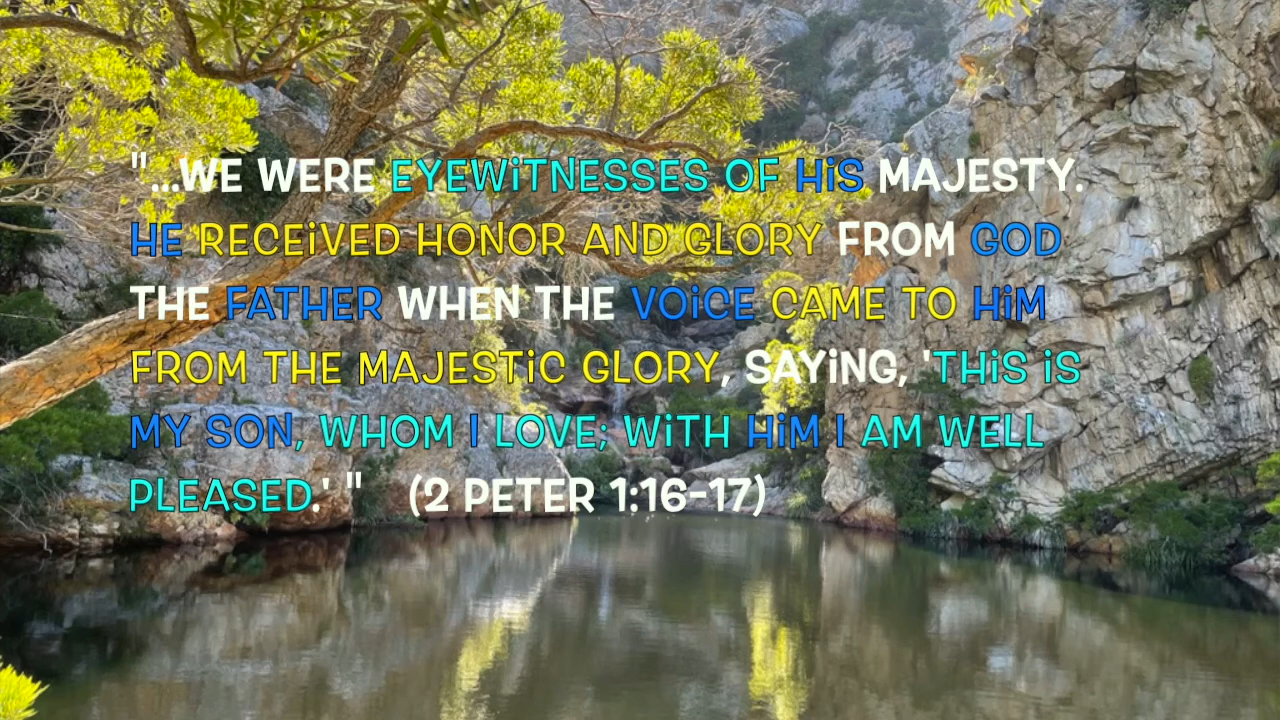 "...WE WERE EYEWiTNESSES OF HiS MAJESTY.
HE RECEiVED HONOR AND GLORY FROM GOD
THE FATHER WHEN THE VOiCE CAME TO HiM
FROM THE MAJESTiC GLORY, SAYiNG, 'THiS iS
MY SON, WHOM I LOVE; WiTH HiM I AM WELL
PLEASED.' " (2 PETER 1:16-17)